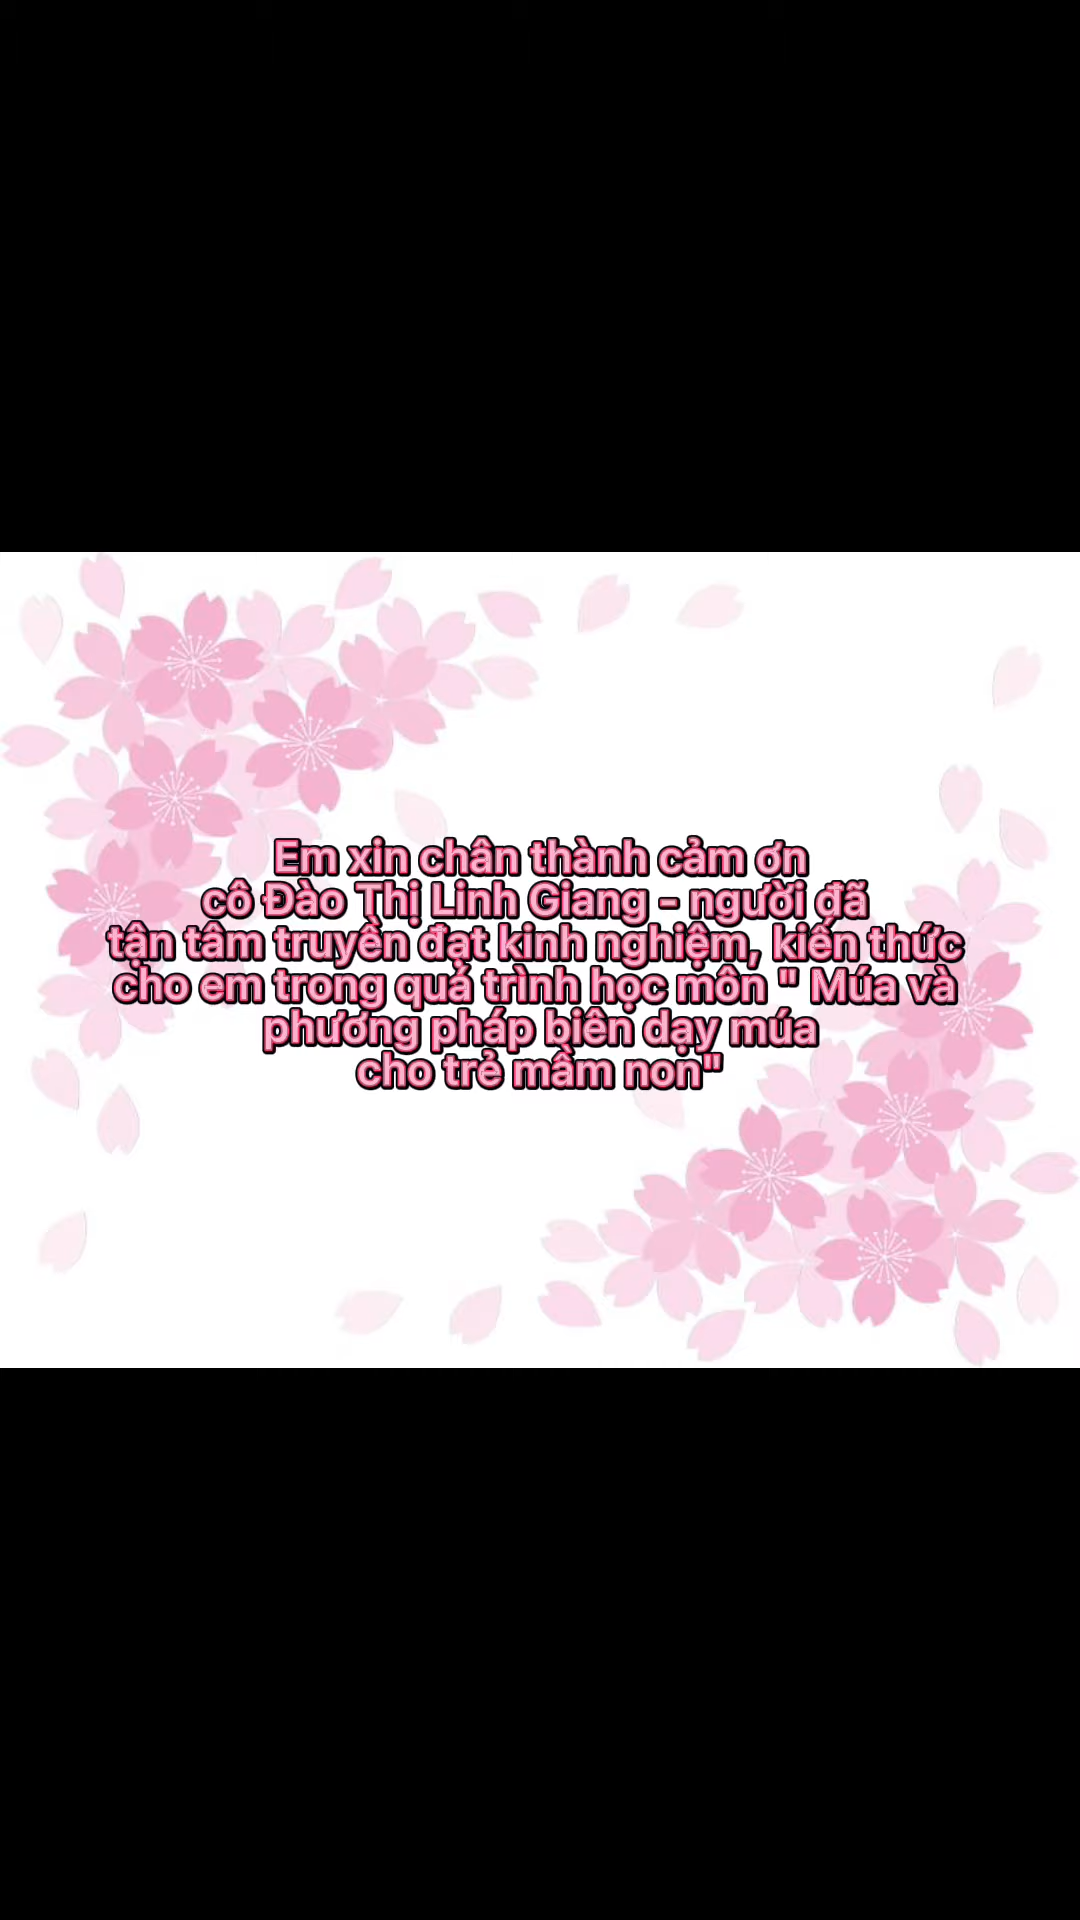 Em xin chân thành cảm ơn
cô Đào Thị Linh Giang - người đã
tận tâm truyền đạt kinh nghiệm, kiến thức
cho em trong quá trình học môn " Múa và
phương pháp biên dạy múa
cho trẻ mầm non"